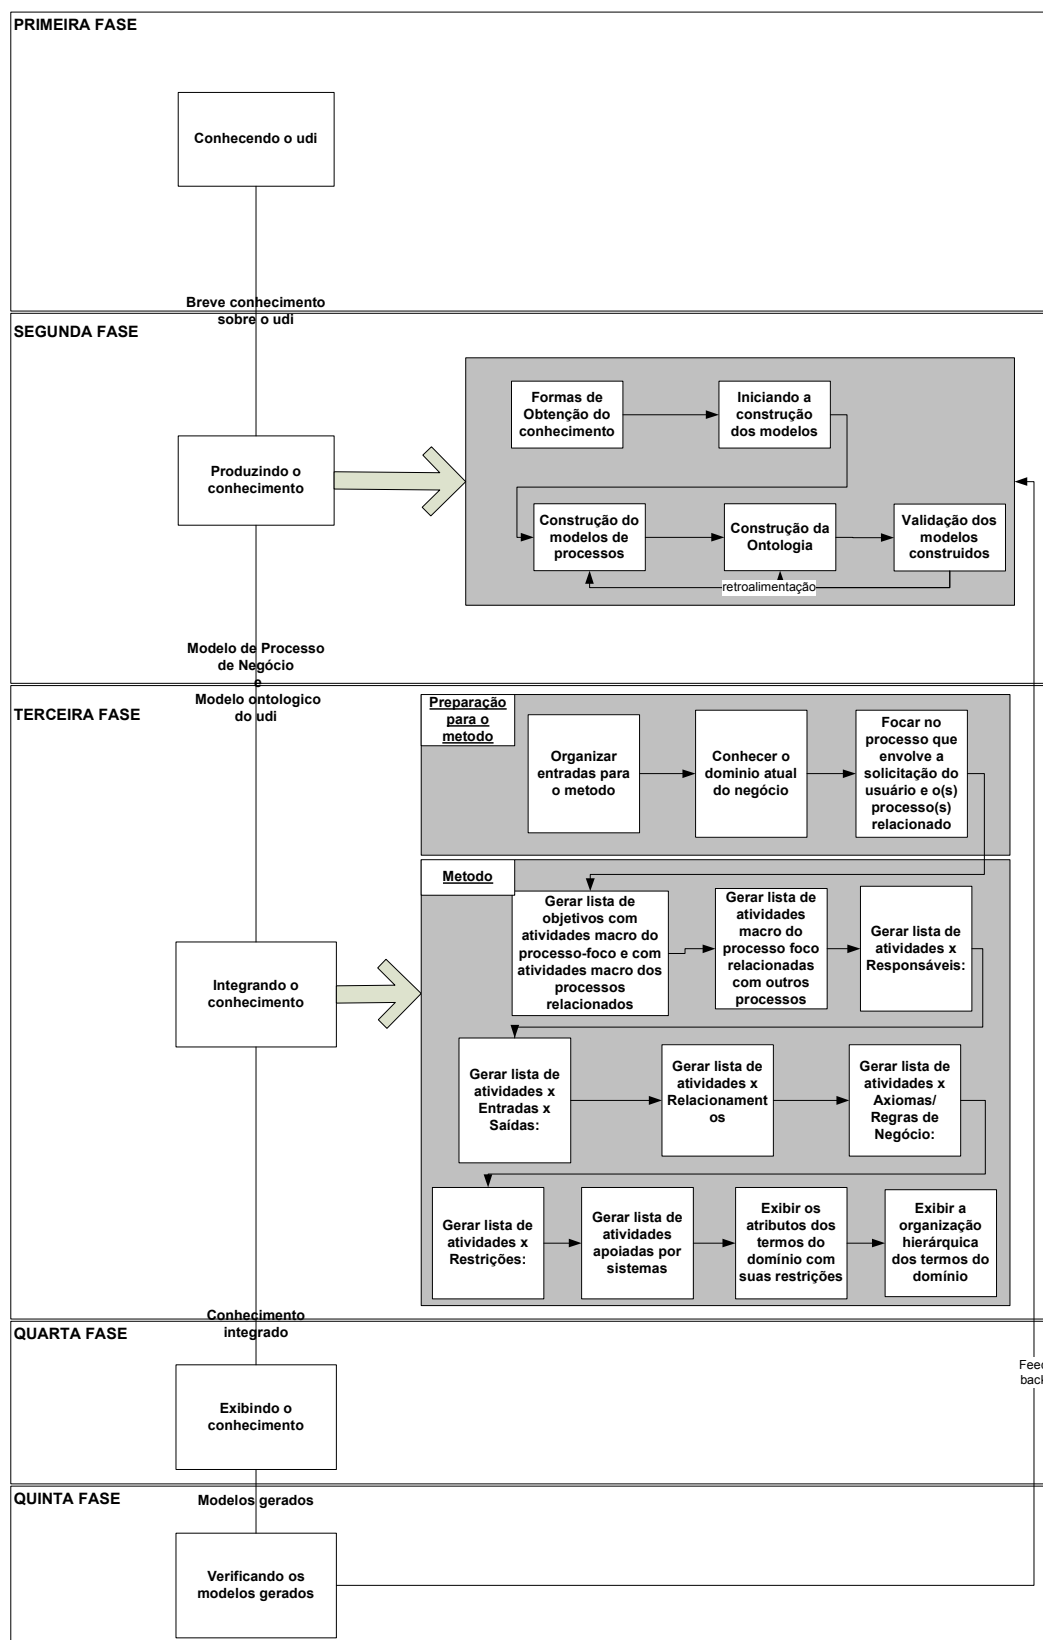 PRIMEIRA FASE
Conhecendo o udi
Breve conhecimento
sobre o udi
SEGUNDA FASE
Produzindo o
conhecimento
Formas de
Obtenção do
conhecimento
Iniciando a
construção
dos modelos
Construção do
modelos de
processos
Construção da
Ontologia
Validação dos
modelos
construidos
retroalimentação
Modelo de Processo
de Negócio
e
Modelo ontologico
do udi
TERCEIRA FASE
Preparação
para o
metodo
Organizar
entradas para
o metodo
Conhecer o
dominio atual
do negócio
Focar no
processo que
envolve a
solicitação do
usuário e o(s)
processo(s)
relacionado
Metodo
Gerar lista de
objetivos com
atividades macro do
processo-foco e com
atividades macro dos
processos
relacionados
Gerar lista de
atividades
macro do
processo foco
relacionadas
com outros
processos
Gerar lista de
atividades x
Responsáveis:
Integrando o
conhecimento
Gerar lista de
atividades x
Entradas x
Saídas:
Gerar lista de
atividades x
Relacionament
os
Gerar lista de
atividades x
Axiomas/
Regras de
Negócio:
Gerar lista de
atividades x
Restrições:
Gerar lista de
atividades
apoiadas por
sistemas
Exibir os
atributos dos
termos do
domínio com
suas restrições
Exibir a
organização
hierárquica
dos termos do
domínio
Conhecimento
integrado
QUARTA FASE
Exibindo o
conhecimento
Feed
back
QUINTA FASE
Modelos gerados
Verificando os
modelos gerados